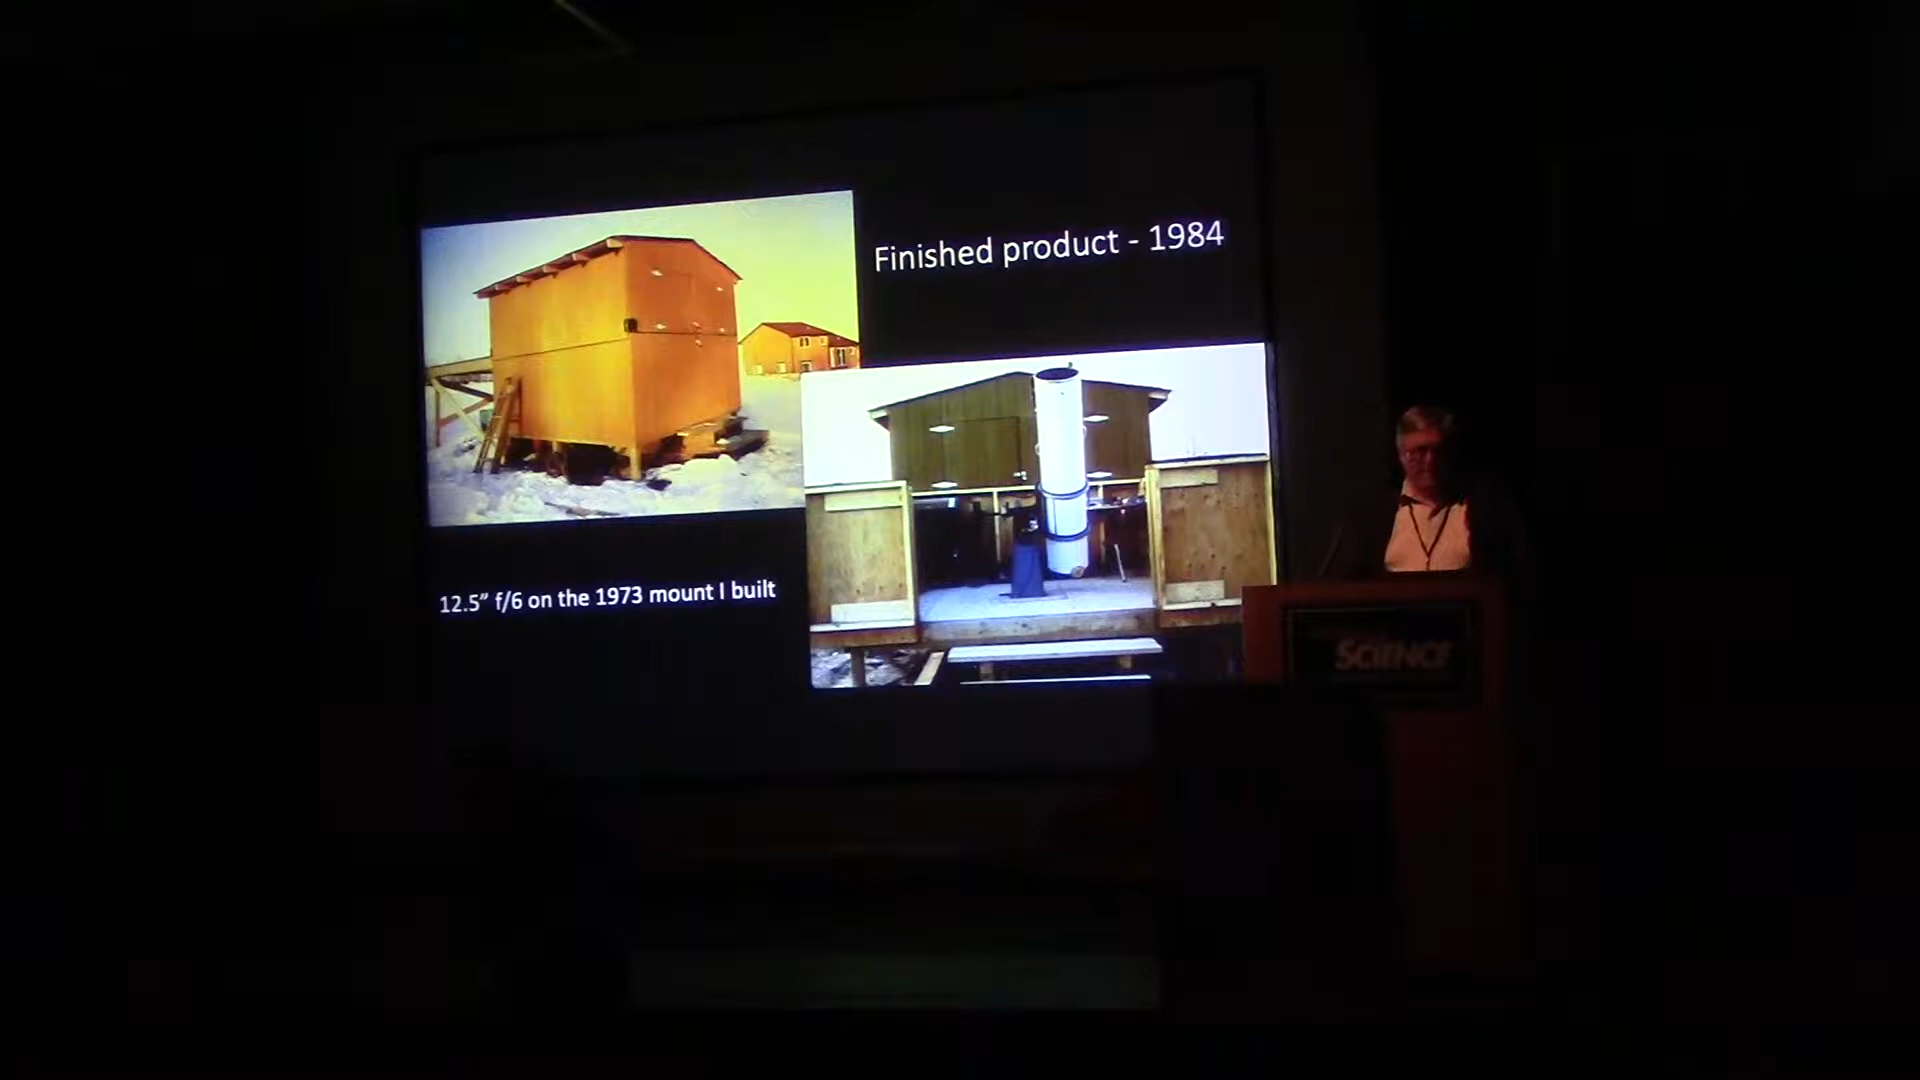 Finished product - 1984
12.5” f/6 on the 1973 mount I built
SCIENCE